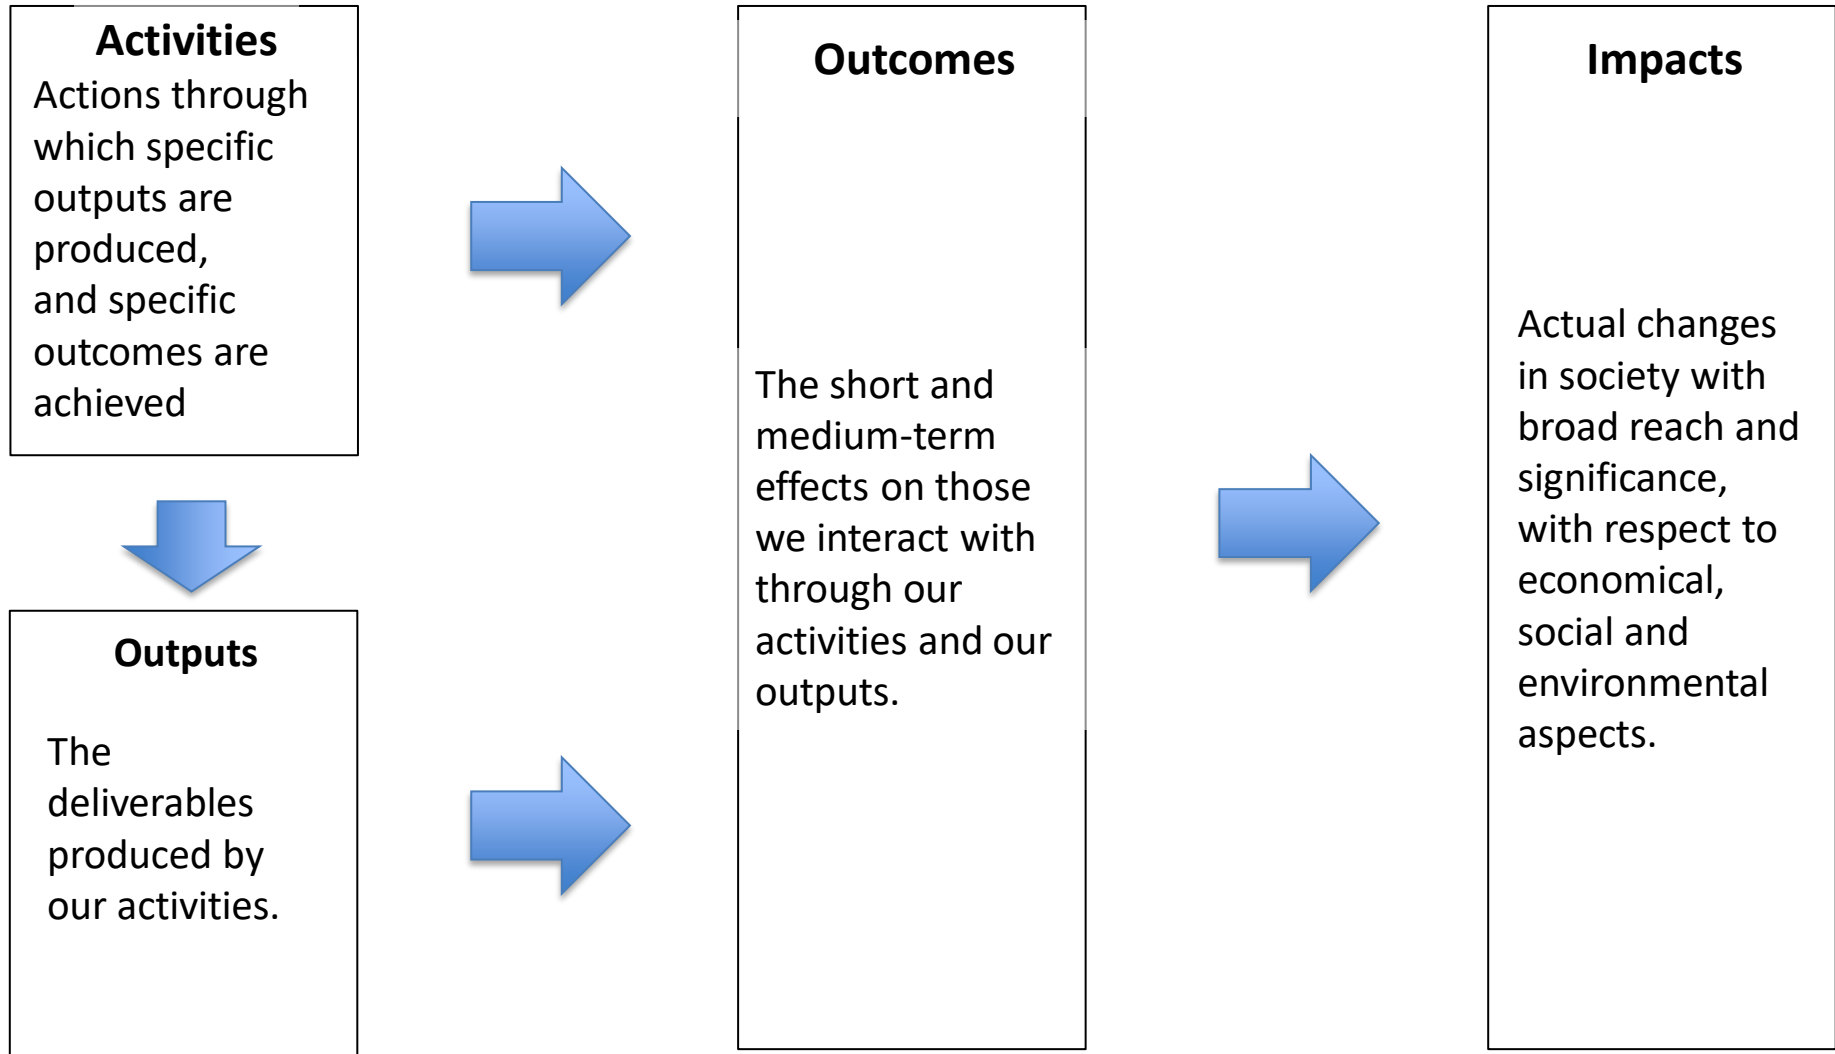 Activities
Actions through
which specific
outputs are
produced,
and specific
outcomes are
achieved
Outputs
The
deliverables
produced by
our activities.
Outcomes
The short and
medium-term
effects on those
we interact with
through our
activities and our
outputs.
Impacts
Actual changes
in society with
broad reach and
significance,
with respect to
economical,
social and
environmental
aspects.